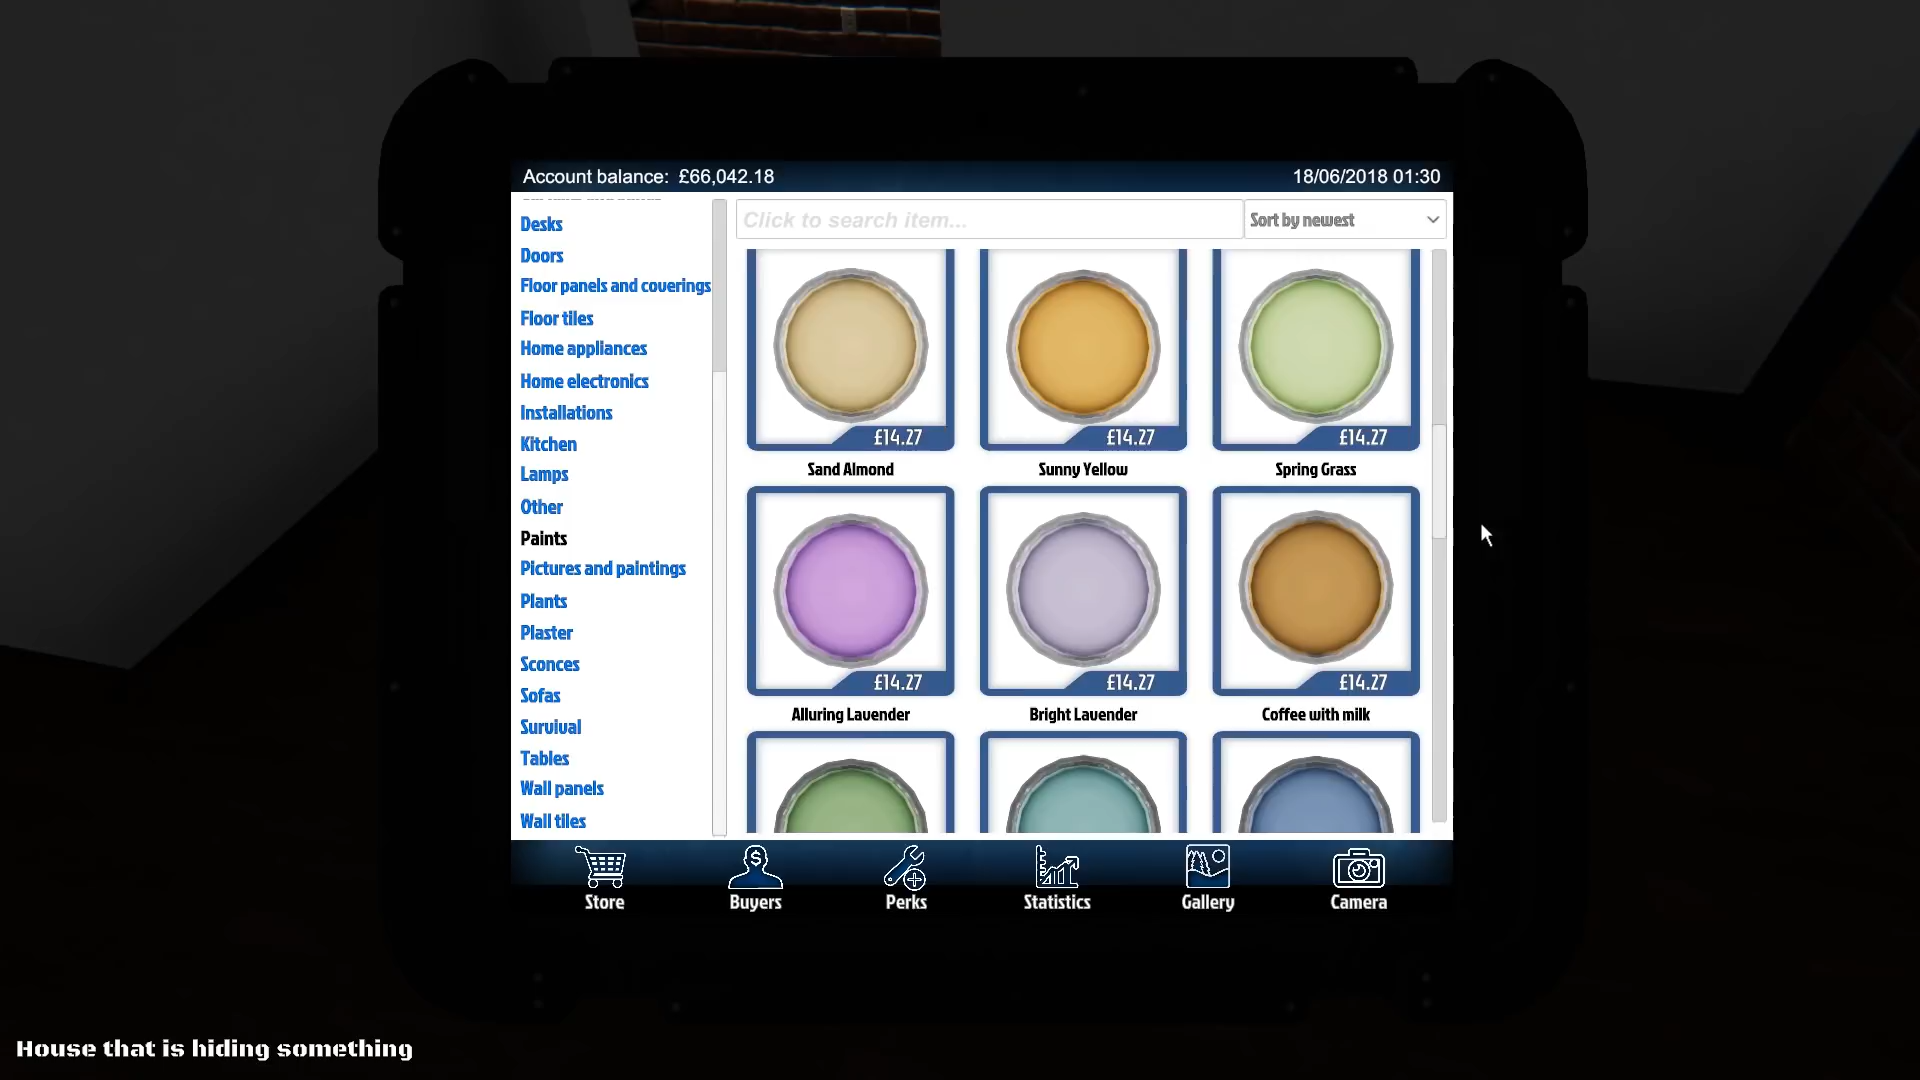 Account balance: £66,042.18
18/06/2018 01:30
Click to search item...
Sort by newest
Desks
Doors
Floor panels and coverings
Floor tiles
Home appliances
Home electronics
Installations
Kitchen
Lamps
Other
Paints
Pictures and paintings
Plants
Plaster
Sconces
Sofas
Survival
Tables
Wall panels
Wall tiles
£14.27
£14.27
£14.27
Sand Almond
Sunny Yellow
Spring Grass
£14.27
£14.27
£14.27
Alluring Lavender
Bright Lavender
Coffee with milk
Store
Buyers
Perks
Statistics
Gallery
Camera
House that is hiding something